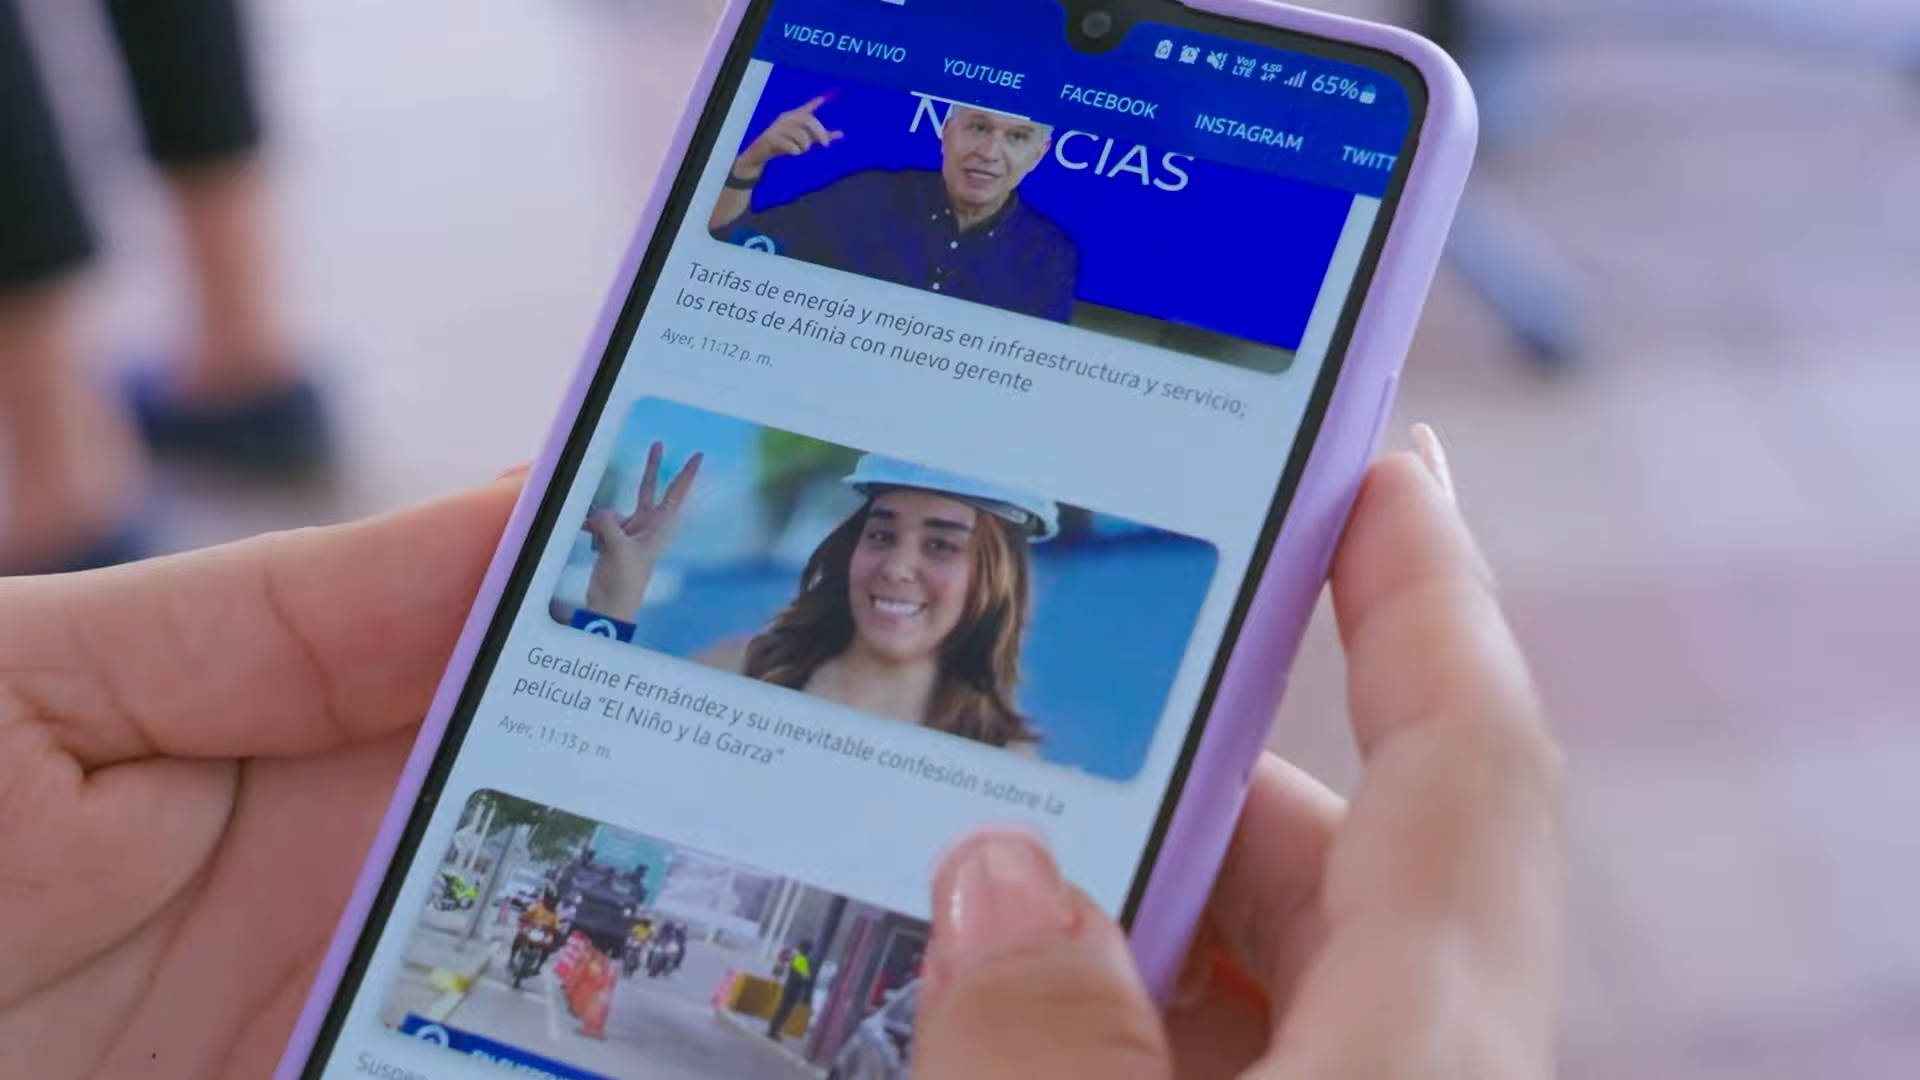 65%
VIDEO EN VIVO YOUTUBE FACEBOOK INSTAGRAM TWITT
Tarifas de energía y mejoras en infraestructura y servicio;
los retos de Afinia con nuevo gerente
Ayer, 11:12 p. m.
Geraldine Fernández y su inevitable confesión sobre la
película "El Niño y la Garza"
Ayer, 11:13 p. m.